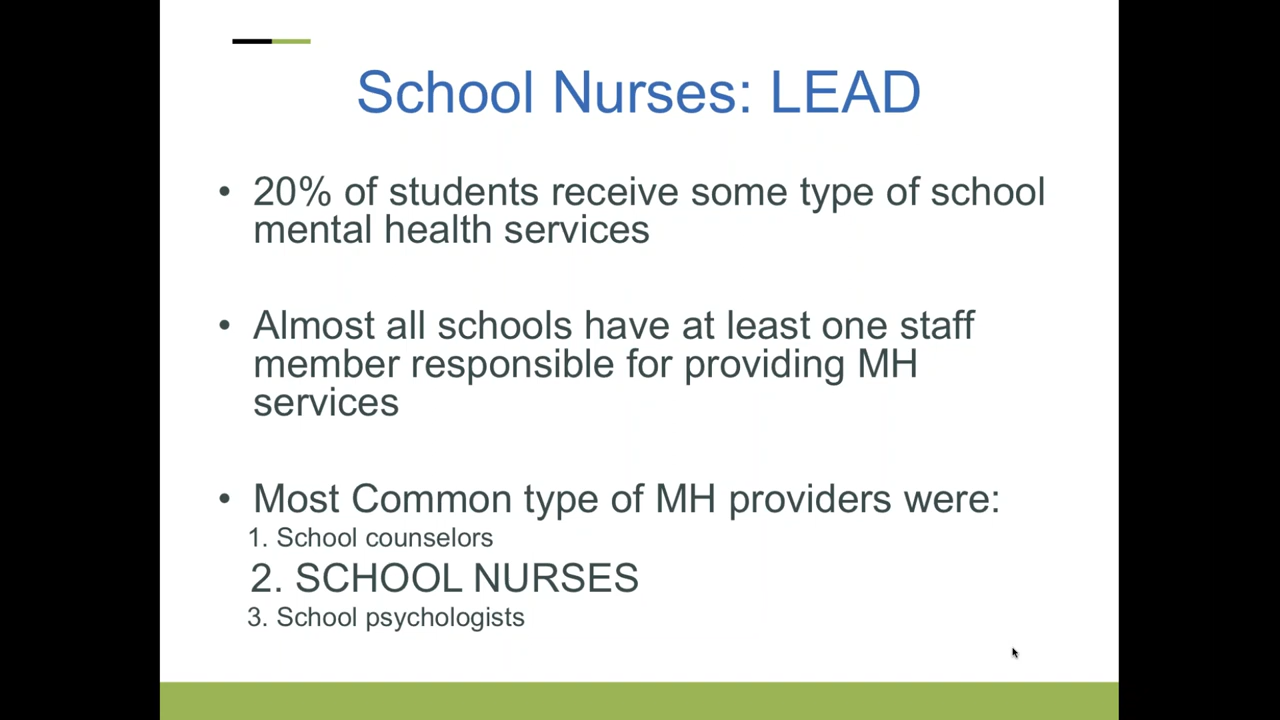 School Nurses: LEAD
• 20% of students receive some type of school
mental health services
• Almost all schools have at least one staff
member responsible for providing MH
services
• Most Common type of MH providers were:
1. School counselors
2. SCHOOL NURSES
3. School psychologists